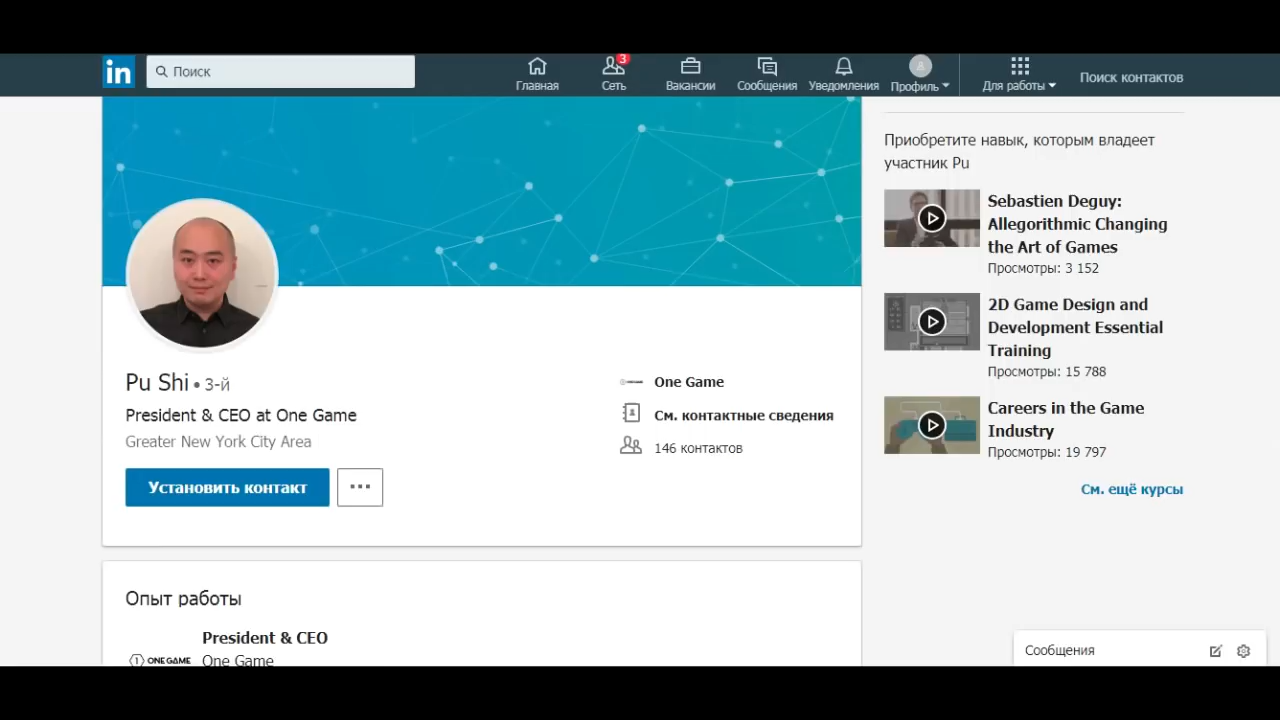 in
Поиск
Главная
3
Сеть
Вакансии
Сообщения
Уведомления
Профиль
Для работы
Поиск контактов
Pu Shi • 3-й
President & CEO at One Game
Greater New York City Area
Установить контакт
One Game
См. контактные сведения
146 контактов
Опыт работы
President & CEO
1 ONE GAME
One Game
Приобретите навык, которым владеет
участник Pu
Sebastien Deguy:
Allegorithmic Changing
the Art of Games
Просмотры: 3 152
2D Game Design and
Development Essential
Training
Просмотры: 15 788
Careers in the Game
Industry
Просмотры: 19 797
См. ещё курсы
Сообщения